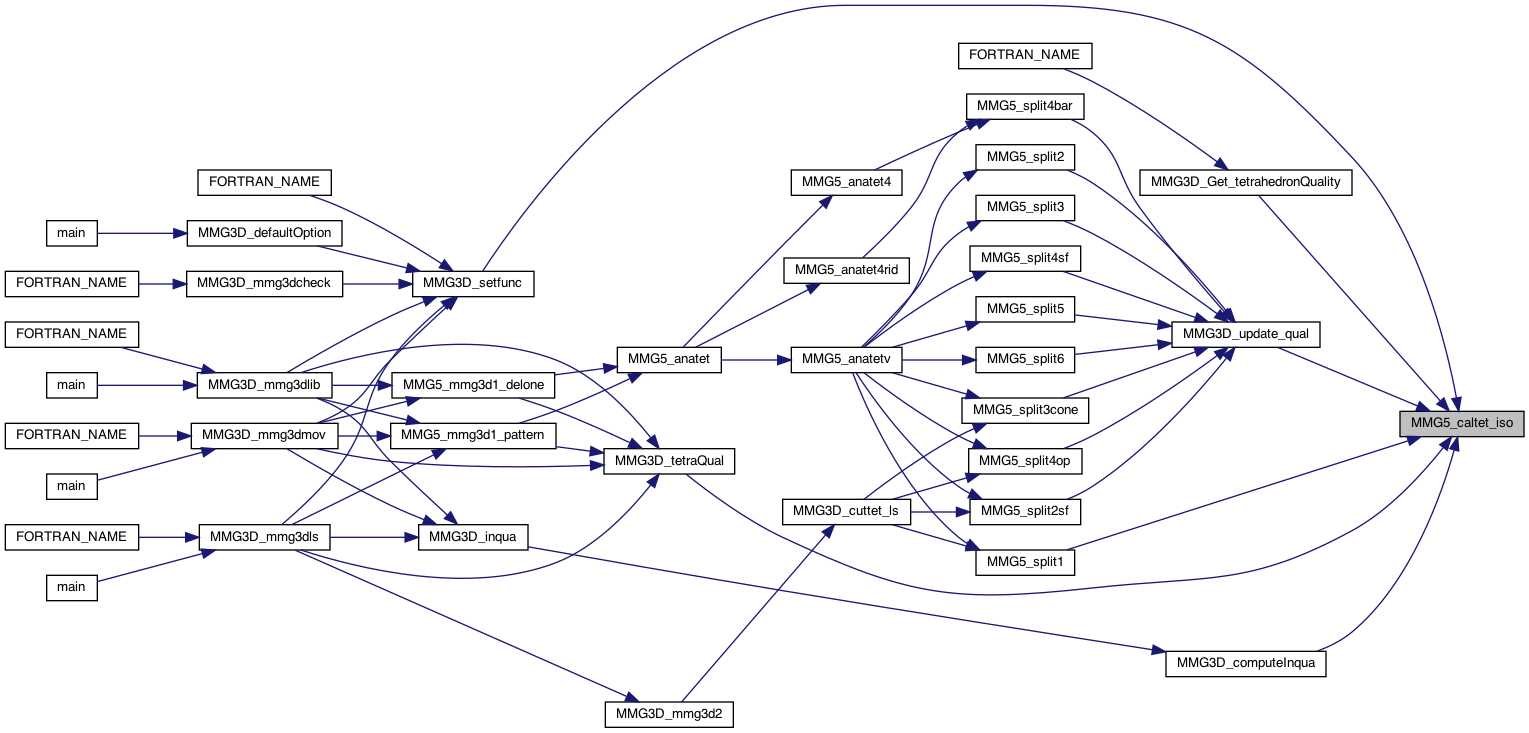 FORTRAN_NAME
MMG5_split4bar
MMG5_split2
MMG5_anatet4
MMG3D_Get_tetrahedronQuality
FORTRAN_NAME
MMG5_split3
main
MMG3D_defaultOption
MMG5_split4sf
MMG5_anatet4rid
FORTRAN_NAME
MMG3D_mmg3dcheck
MMG3D_setfunc
MMG5_split5
FORTRAN_NAME
MMG3D_update_qual
MMG5_anatet
MMG5_anatetv
MMG5_split6
main
MMG3D_mmg3dlib
MMG5_mmg3d1_delone
MMG5_split3cone
MMG5_caltet_iso
FORTRAN_NAME
MMG3D_mmg3dmov
MMG5_mmg3d1_pattern
MMG3D_tetraQual
MMG5_split4op
main
MMG3D_cuttet_ls
MMG5_split2sf
FORTRAN_NAME
MMG3D_mmg3dls
MMG3D_inqua
MMG5_split1
main
MMG3D_computeInqua
MMG3D_mmg3d2